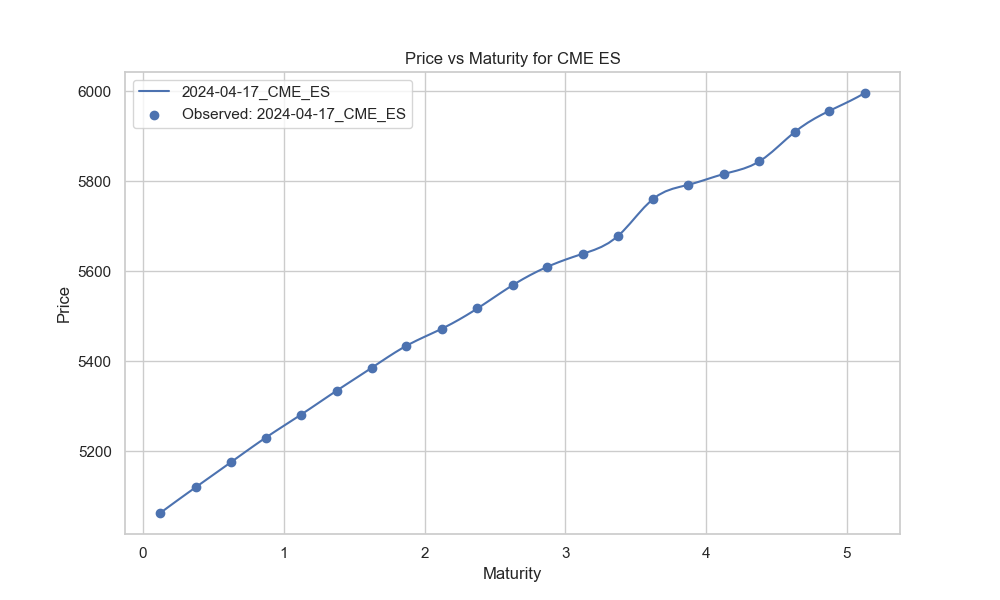 Price vs Maturity for CME ES
2024-04-17_CME_ES
Observed: 2024-04-17_CME_ES
Price
6000
5800
5600
5400
5200
0 1 2 3 4 5
Maturity